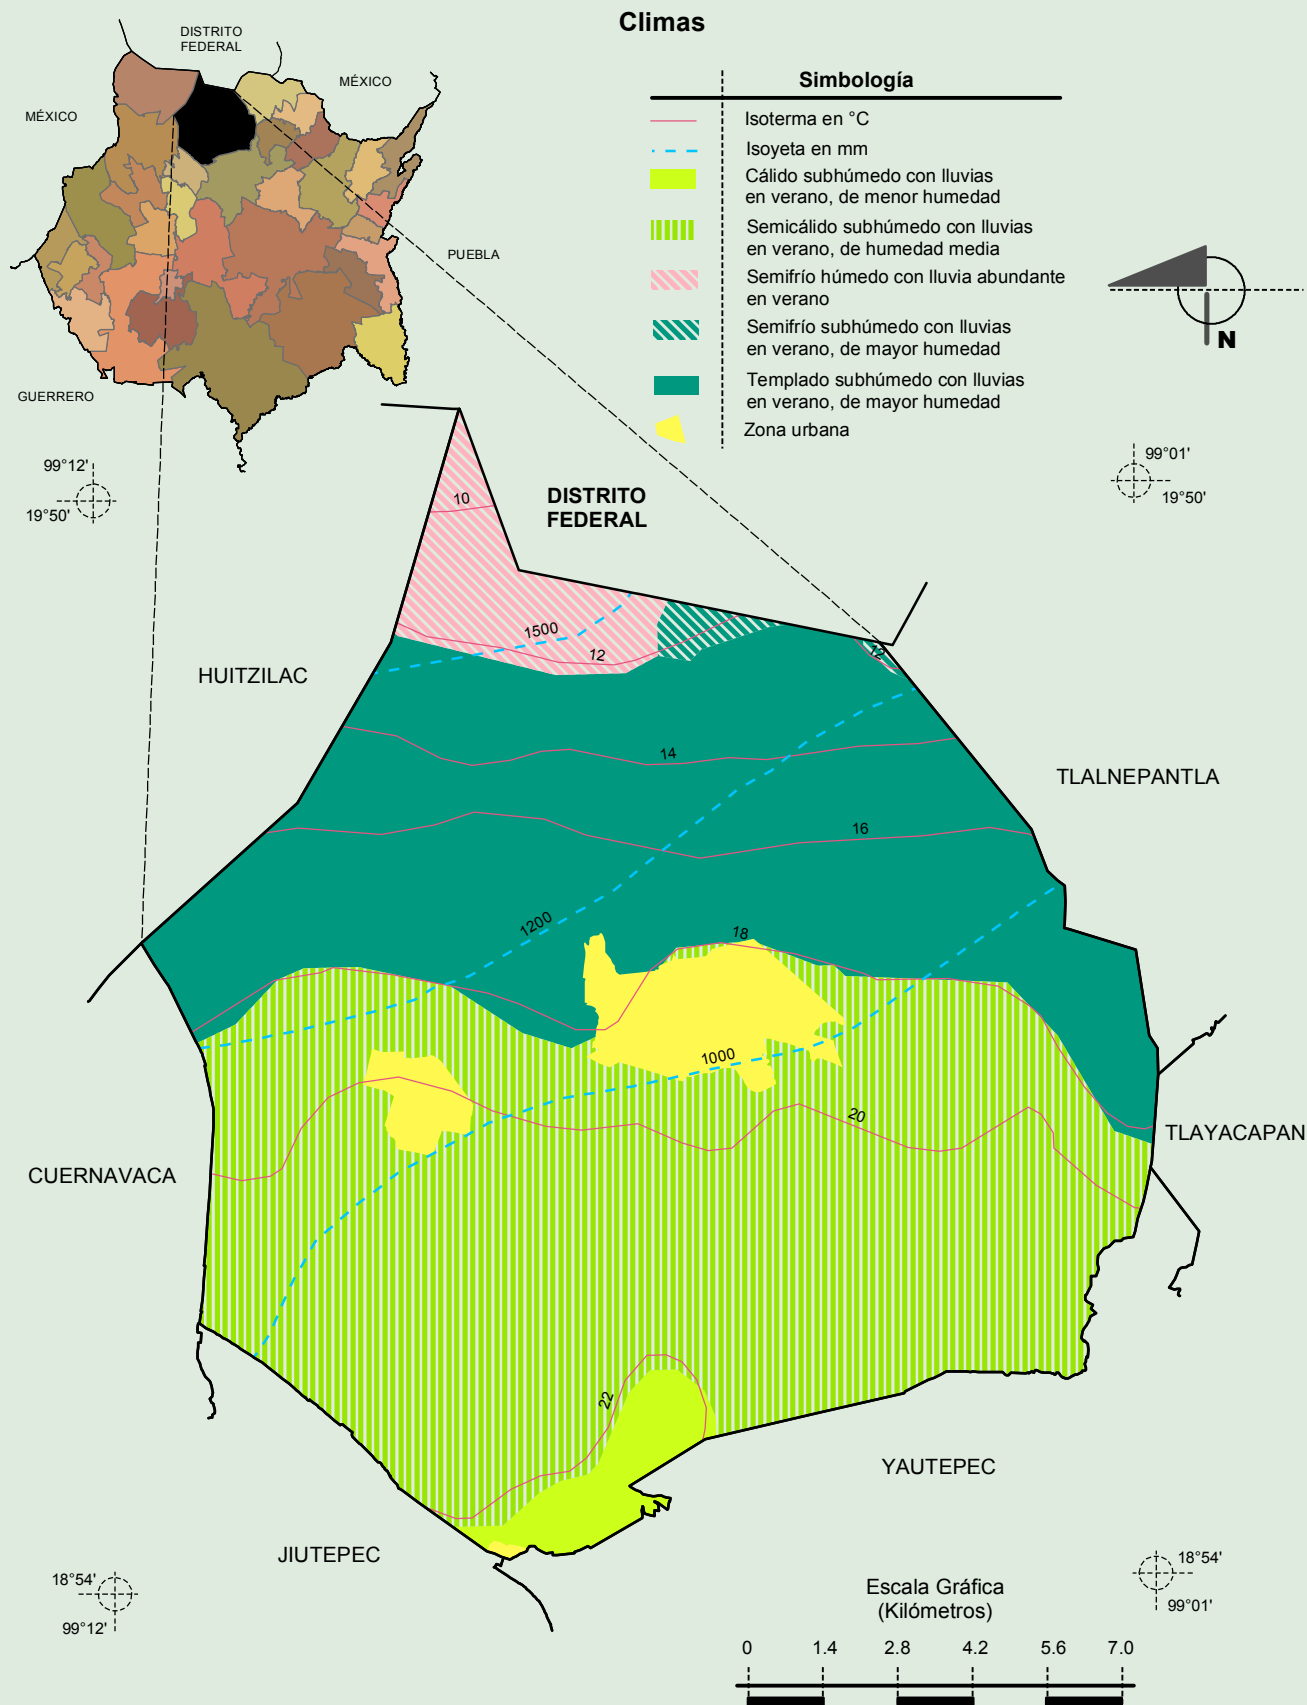 Climas
DISTRITO
FEDERAL
MÉXICO
MÉXICO
PUEBLA
GUERRERO
Simbología
Isoterma en °C
Isoyeta en mm
Cálido subhúmedo con lluvias
en verano, de menor humedad
Semicálido subhúmedo con lluvias
en verano, de humedad media
Semifrío húmedo con lluvia abundante
en verano
Semifrío subhúmedo con lluvias
en verano, de mayor humedad
Templado subhúmedo con lluvias
en verano, de mayor humedad
Zona urbana
N
99°12'
19°50'
99°01'
19°50'
DISTRITO
FEDERAL
10
1500
12
12
HUITZILAC
14
TLALNEPANTLA
16
1200
18
1000
20
TLAYACAPAN
CUERNAVACA
22
YAUTEPEC
JIUTEPEC
18°54'
99°12'
18°54'
99°01'
Escala Gráfica
(Kilómetros)
0 1.4 2.8 4.2 5.6 7.0